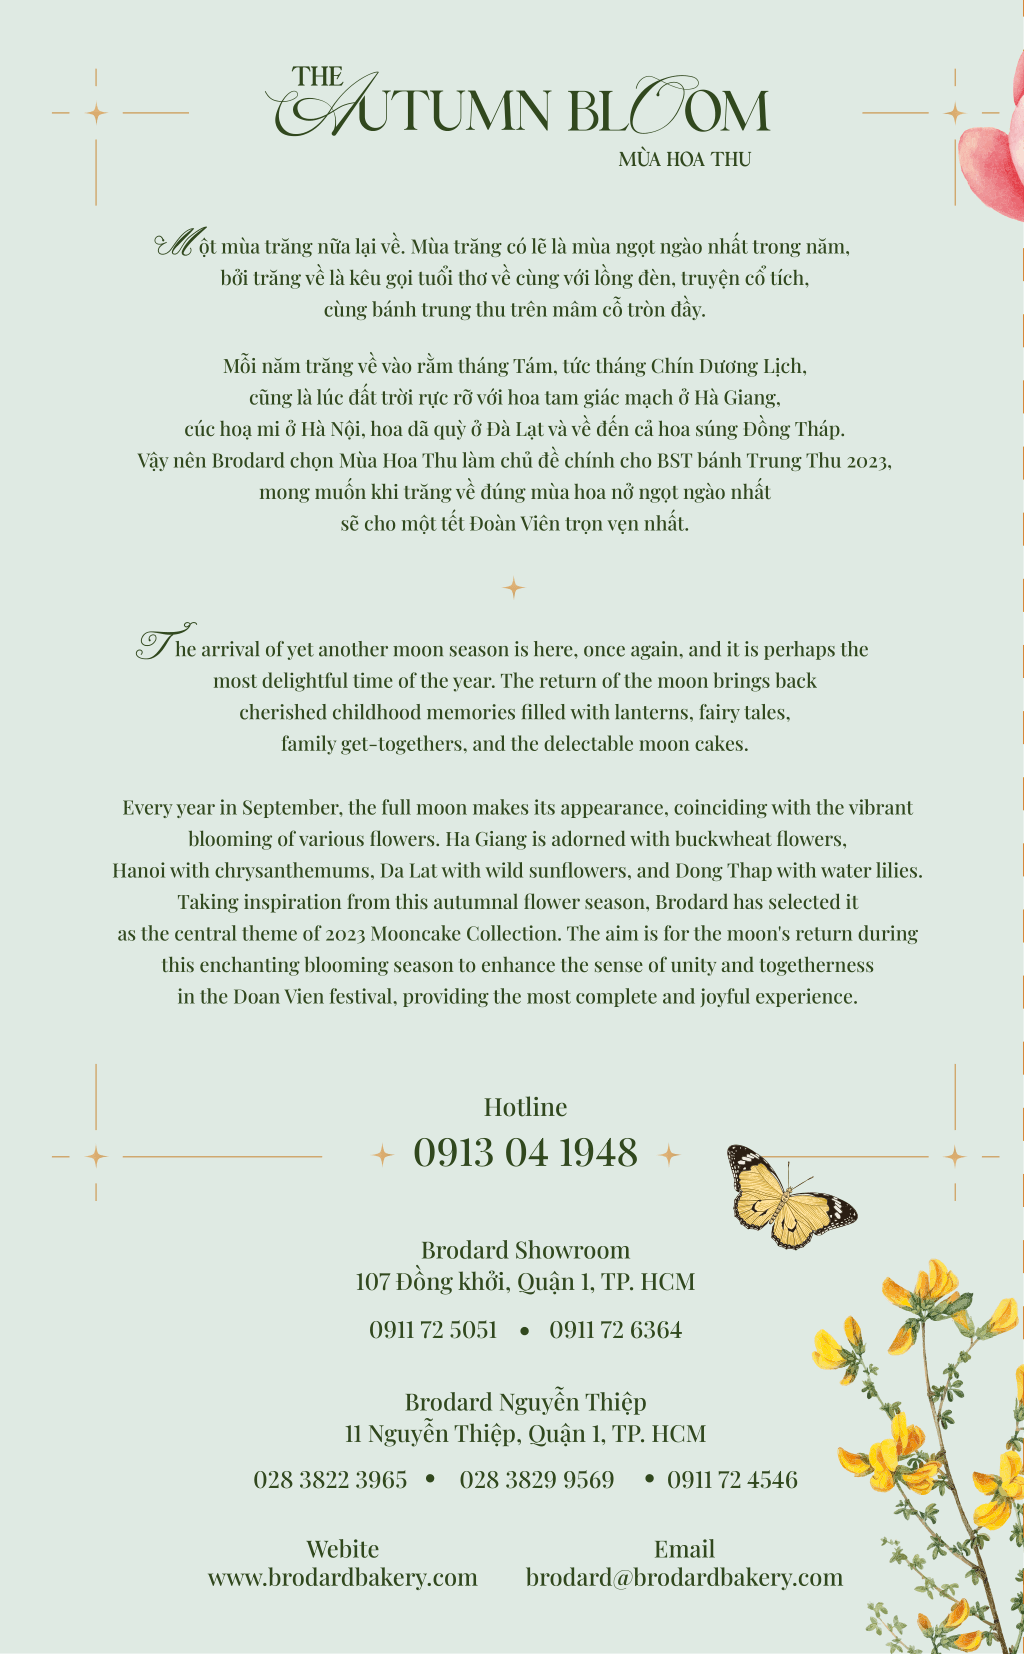 THE
AUTUMN BLOOM
MÙA HOA THU
Một mùa trăng nữa lại về. Mùa trăng có lẽ là mùa ngọt ngào nhất trong năm,
bởi trăng về là kêu gọi tuổi thơ về cùng với lồng đèn, truyện cổ tích,
cùng bánh trung thu trên mâm cỗ tròn đầy.
Mỗi năm trăng về vào rằm tháng Tám, tức tháng Chín Dương Lịch,
cũng là lúc đất trời rực rỡ với hoa tam giác mạch ở Hà Giang,
cúc hoạ mi ở Hà Nội, hoa dã quỳ ở Đà Lạt và về đến cả hoa súng Đồng Tháp.
Vậy nên Brodard chọn Mùa Hoa Thu làm chủ đề chính cho BST bánh Trung Thu 2023,
mong muốn khi trăng về đúng mùa hoa nở ngọt ngào nhất
sẽ cho một tết Đoàn Viên trọn vẹn nhất.
The arrival of yet another moon season is here, once again, and it is perhaps the
most delightful time of the year. The return of the moon brings back
cherished childhood memories filled with lanterns, fairy tales,
family get-togethers, and the delectable moon cakes.
Every year in September, the full moon makes its appearance, coinciding with the vibrant
blooming of various flowers. Ha Giang is adorned with buckwheat flowers,
Hanoi with chrysanthemums, Da Lat with wild sunflowers, and Dong Thap with water lilies.
Taking inspiration from this autumnal flower season, Brodard has selected it
as the central theme of 2023 Mooncake Collection. The aim is for the moon's return during
this enchanting blooming season to enhance the sense of unity and togetherness
in the Doan Vien festival, providing the most complete and joyful experience.
Hotline
0913 04 1948
Brodard Showroom
107 Đồng khởi, Quận 1, TP. HCM
0911 72 5051 • 0911 72 6364
Brodard Nguyễn Thiệp
11 Nguyễn Thiệp, Quận 1, TP. HCM
028 3822 3965 • 028 3829 9569 • 0911 72 4546
Webite Email
www.brodardbakery.com brodard@brodardbakery.com